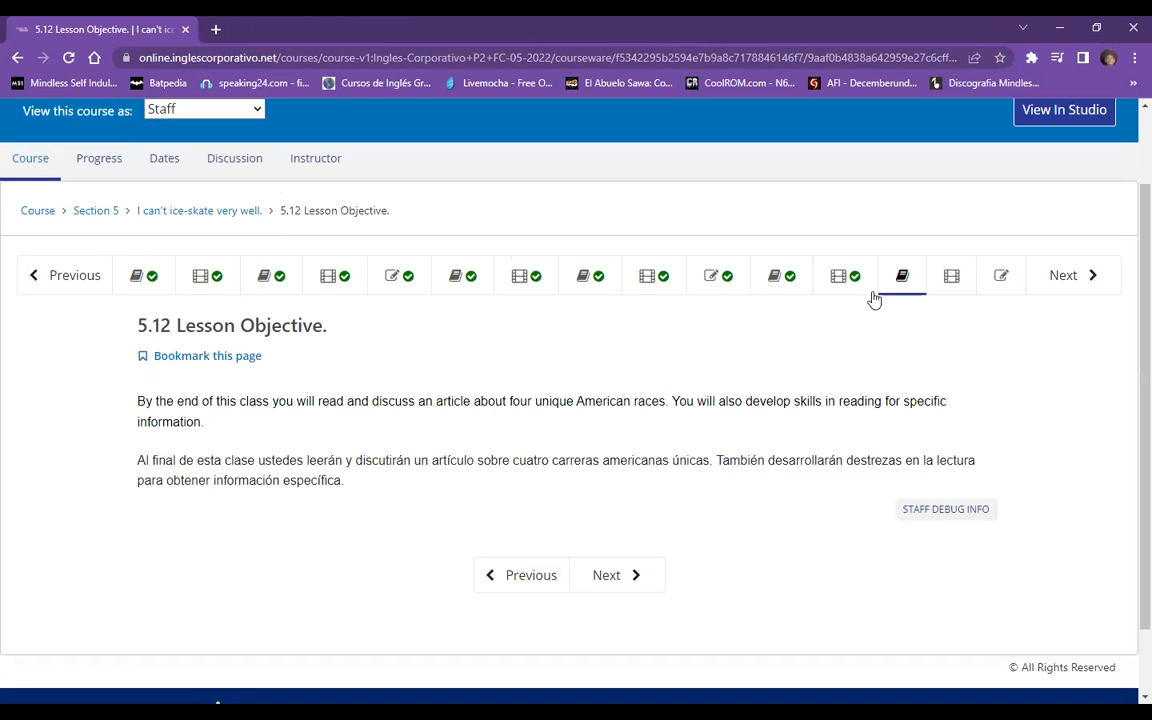 5.12 Lesson Objective. | I can't ice
online.inglescorporativo.net/courses/course-v1:Ingles-Corporativo+P2+FC-05-2022/courseware/f5342295b2594e7b9a8c7178846146f7/9aaf0b4838a642959e27c6cff...
Mindless Self Indul... Batpedia speaking24.com - fi... Cursos de Inglés Gr... Livemocha - Free O... El Abuelo Sawa: Co... CoolROM.com - N6... AFI - Decemberund... Discografia Mindles... »
View this course as: Staff View In Studio
Course Progress Dates Discussion Instructor
Course > Section 5 > I can't ice-skate very well. > 5.12 Lesson Objective.
Previous Next
5.12 Lesson Objective.
Bookmark this page
By the end of this class you will read and discuss an article about four unique American races. You will also develop skills in reading for specific
information.
Al final de esta clase ustedes leerán y discutirán un artículo sobre cuatro carreras americanas únicas. También desarrollarán destrezas en la lectura
para obtener información específica.
STAFF DEBUG INFO
Previous Next
© All Rights Reserved